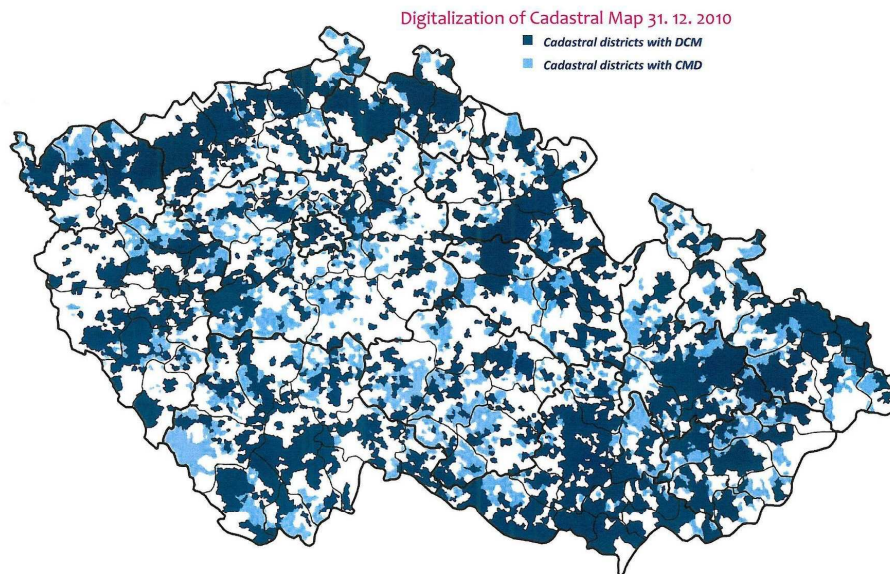 Digitalization of Cadastral Map 31. 12. 2010
Cadastral districts with DCM
Cadastral districts with CMD